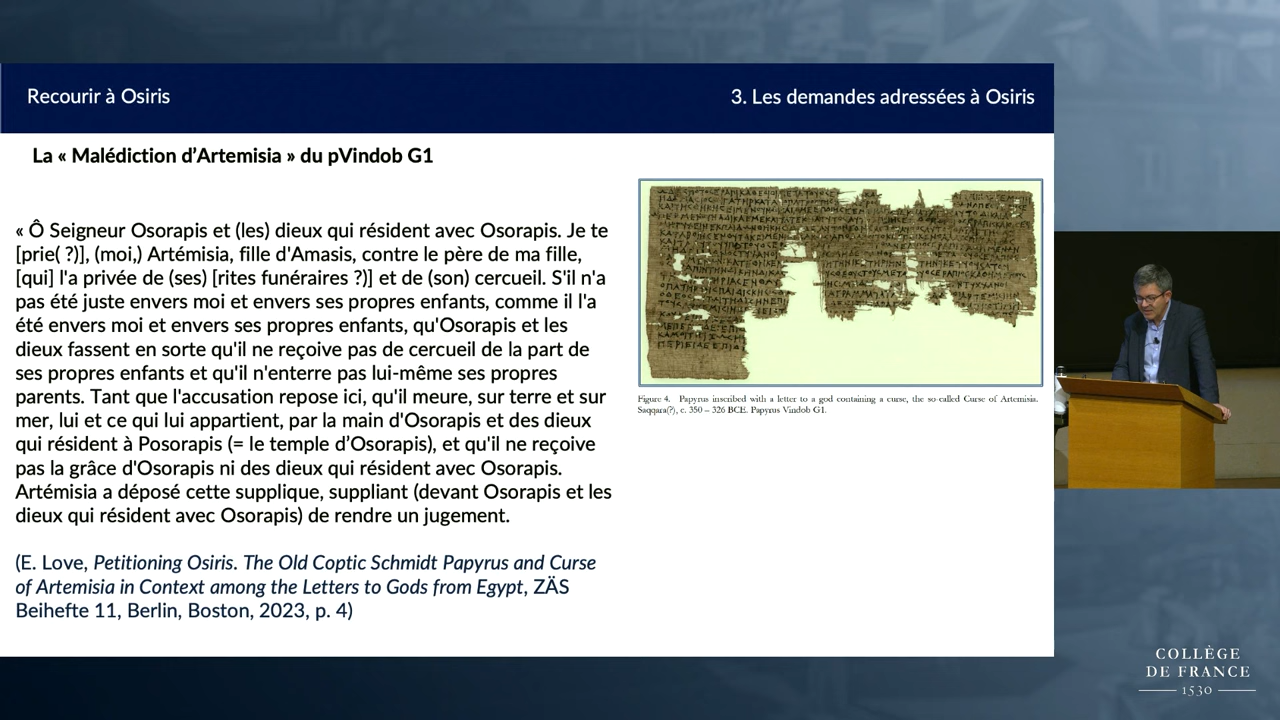 Recourir à Osiris
3. Les demandes adressées à Osiris
La « Malédiction d’Artemisia » du pVindob G1
« Ô Seigneur Osorapis et (les) dieux qui résident avec Osorapis. Je te
[prie( ?)], (moi,) Artémisia, fille d'Amasis, contre le père de ma fille,
[qui] l'a privée de (ses) [rites funéraires ?)] et de (son) cercueil. S'il n'a
pas été juste envers moi et envers ses propres enfants, comme il l'a
été envers moi et envers ses propres enfants, qu'Osorapis et les
dieux fassent en sorte qu'il ne reçoive pas de cercueil de la part de
ses propres enfants et qu'il n'enterre pas lui-même ses propres
parents. Tant que l'accusation repose ici, qu'il meure, sur terre et sur
mer, lui et ce qui lui appartient, par la main d'Osorapis et des dieux
qui résident à Posorapis (= le temple d’Osorapis), et qu'il ne reçoive
pas la grâce d'Osorapis ni des dieux qui résident avec Osorapis.
Artémisia a déposé cette supplique, suppliant (devant Osorapis et les
dieux qui résident avec Osorapis) de rendre un jugement.
(E. Love, Petitioning Osiris. The Old Coptic Schmidt Papyrus and Curse
of Artemisia in Context among the Letters to Gods from Egypt, ZÄS
Beihefte 11, Berlin, Boston, 2023, p. 4)
Figure 4. Papyrus inscribed with a letter to a god containing a curse, the so-called Curse of Artemisia.
Saqqara(?), c. 350 – 326 BCE. Papyrus Vindob G1.
COLLÈGE
DE FRANCE
1530